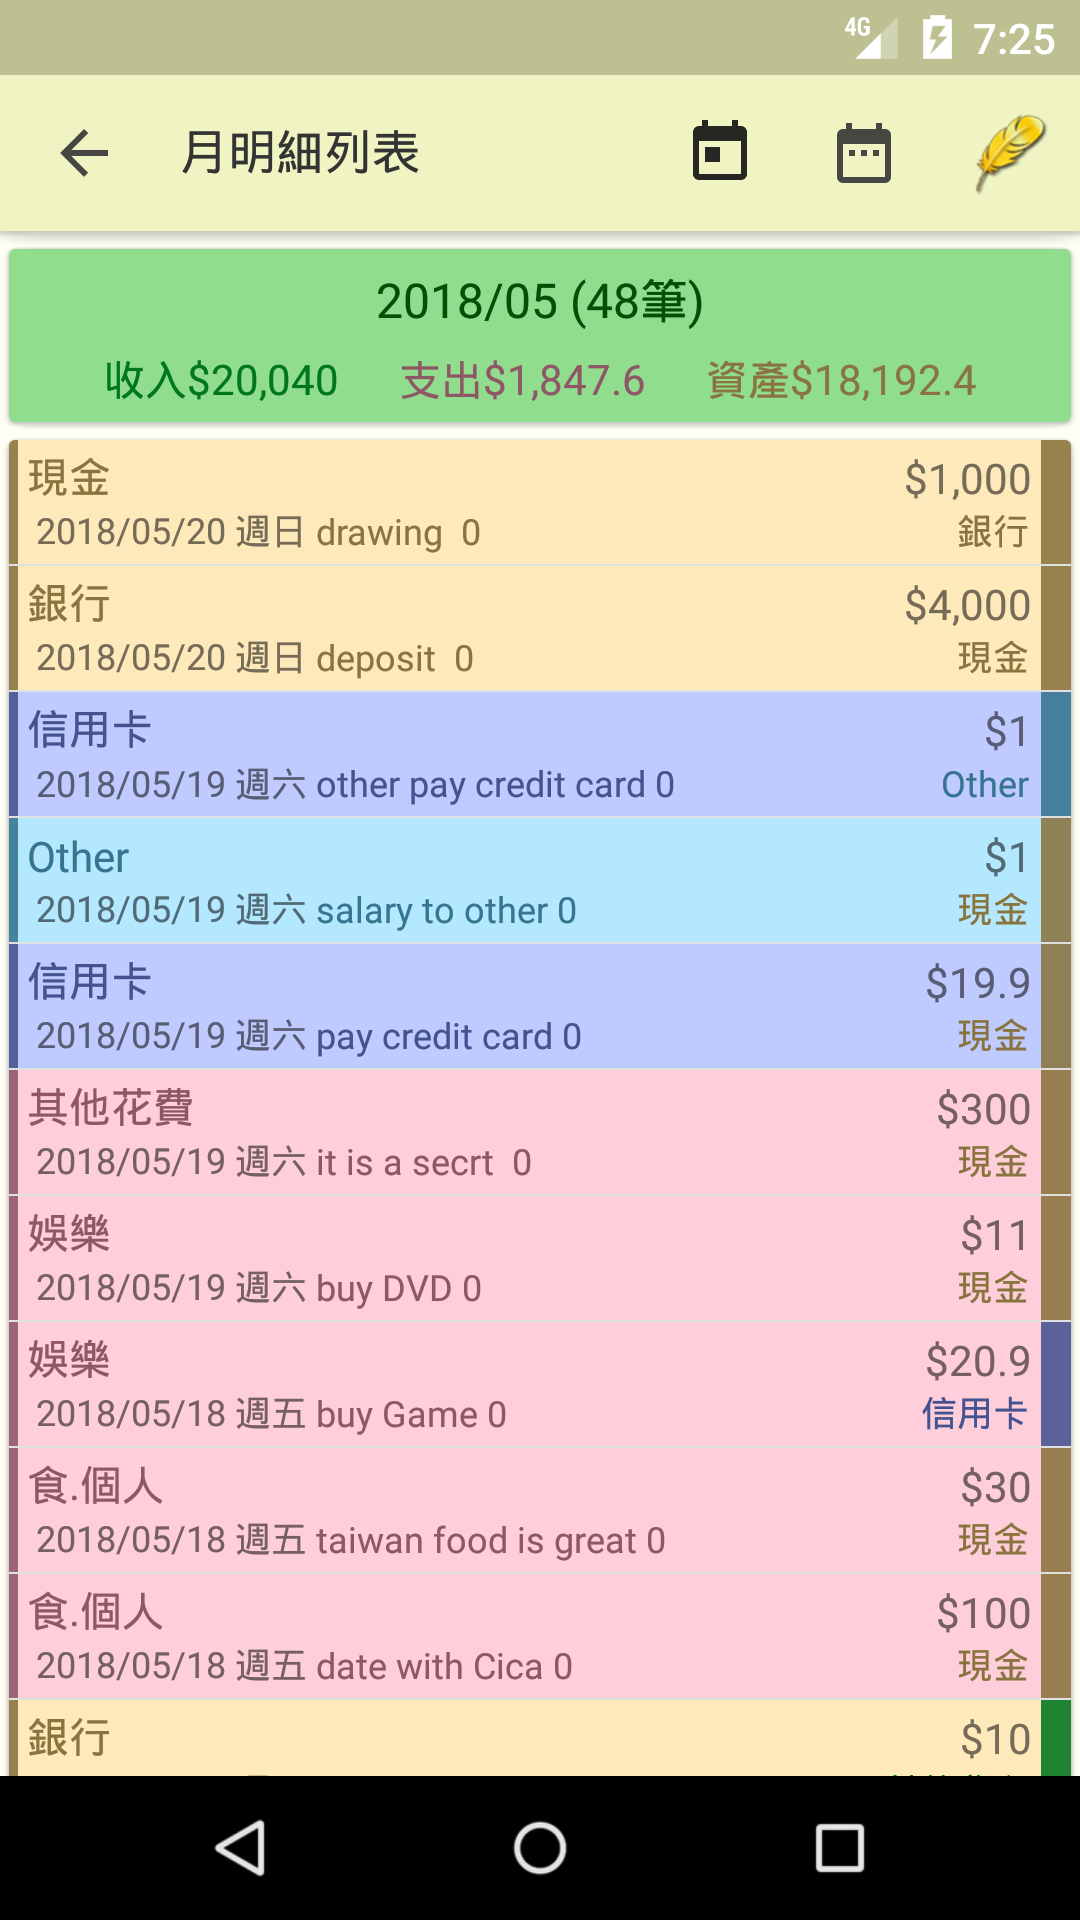 4G 7:25
月明細列表
2018/05 (48筆)
收入$20,040 支出$1,847.6 資產$18,192.4
現金 $1,000
2018/05/20 週日 drawing 0 銀行
銀行 $4,000
2018/05/20 週日 deposit 0 現金
信用卡 $1
2018/05/19 週六 other pay credit card 0 Other
Other $1
2018/05/19 週六 salary to other 0 現金
信用卡 $19.9
2018/05/19 週六 pay credit card 0 現金
其他花費 $300
2018/05/19 週六 it is a secrt 0 現金
娛樂 $11
2018/05/19 週六 buy DVD 0 現金
娛樂 $20.9
2018/05/18 週五 buy Game 0 信用卡
食.個人 $30
2018/05/18 週五 taiwan food is great 0 現金
食.個人 $100
2018/05/18 週五 date with Cica 0 現金
銀行 $10